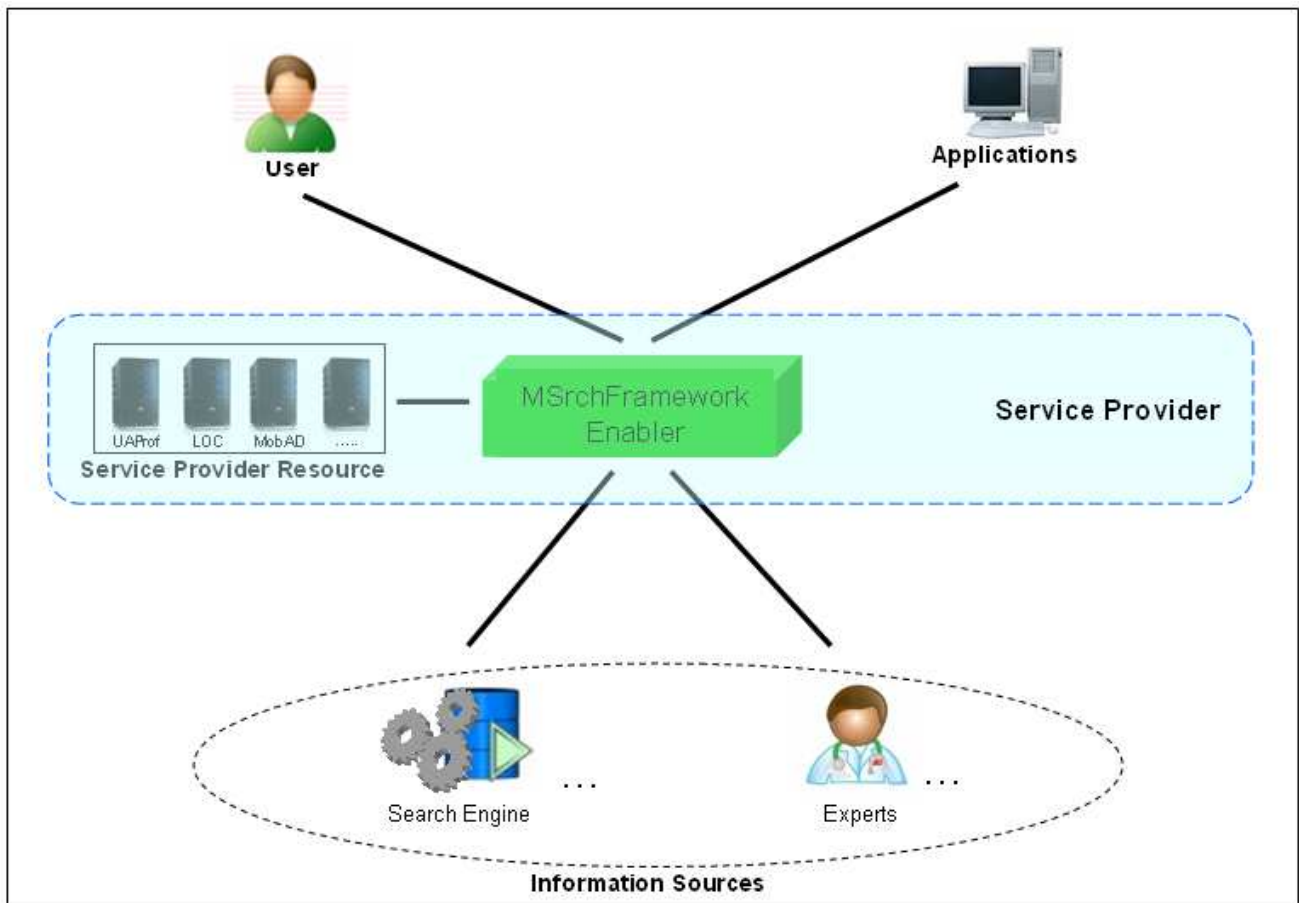 User
Applications
MSrchFramework
Enabler
Service Provider
UAProf LOC MobAD .....
Service Provider Resource
... ...
Search Engine Experts
Information Sources